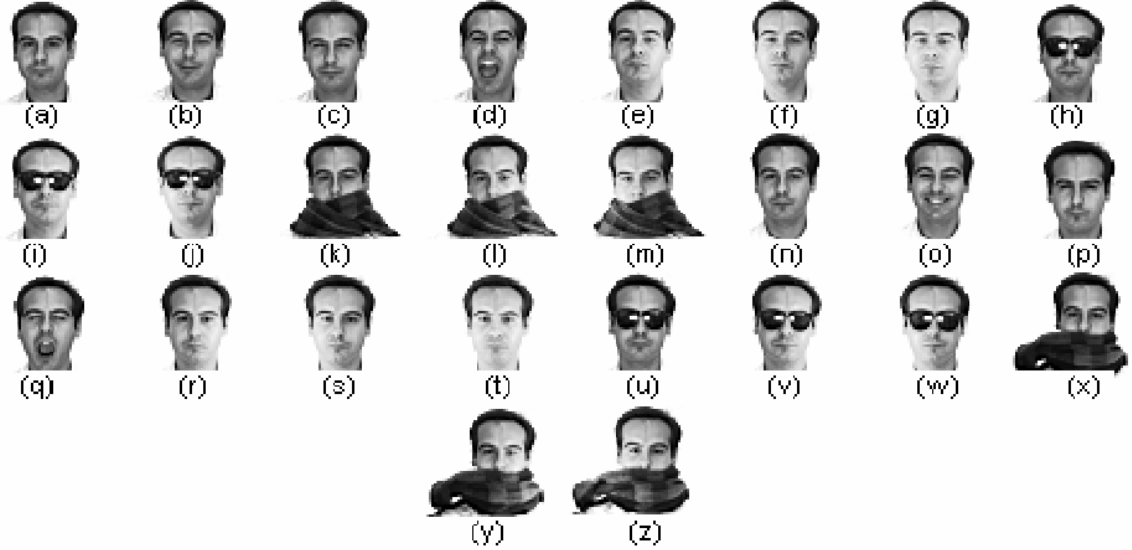 (a) (b) (c) (d) (e) (f) (g) (h)
(i) (j) (k) (l) (m) (n) (o) (p)
(q) (r) (s) (t) (u) (v) (w) (x)
(y) (z)